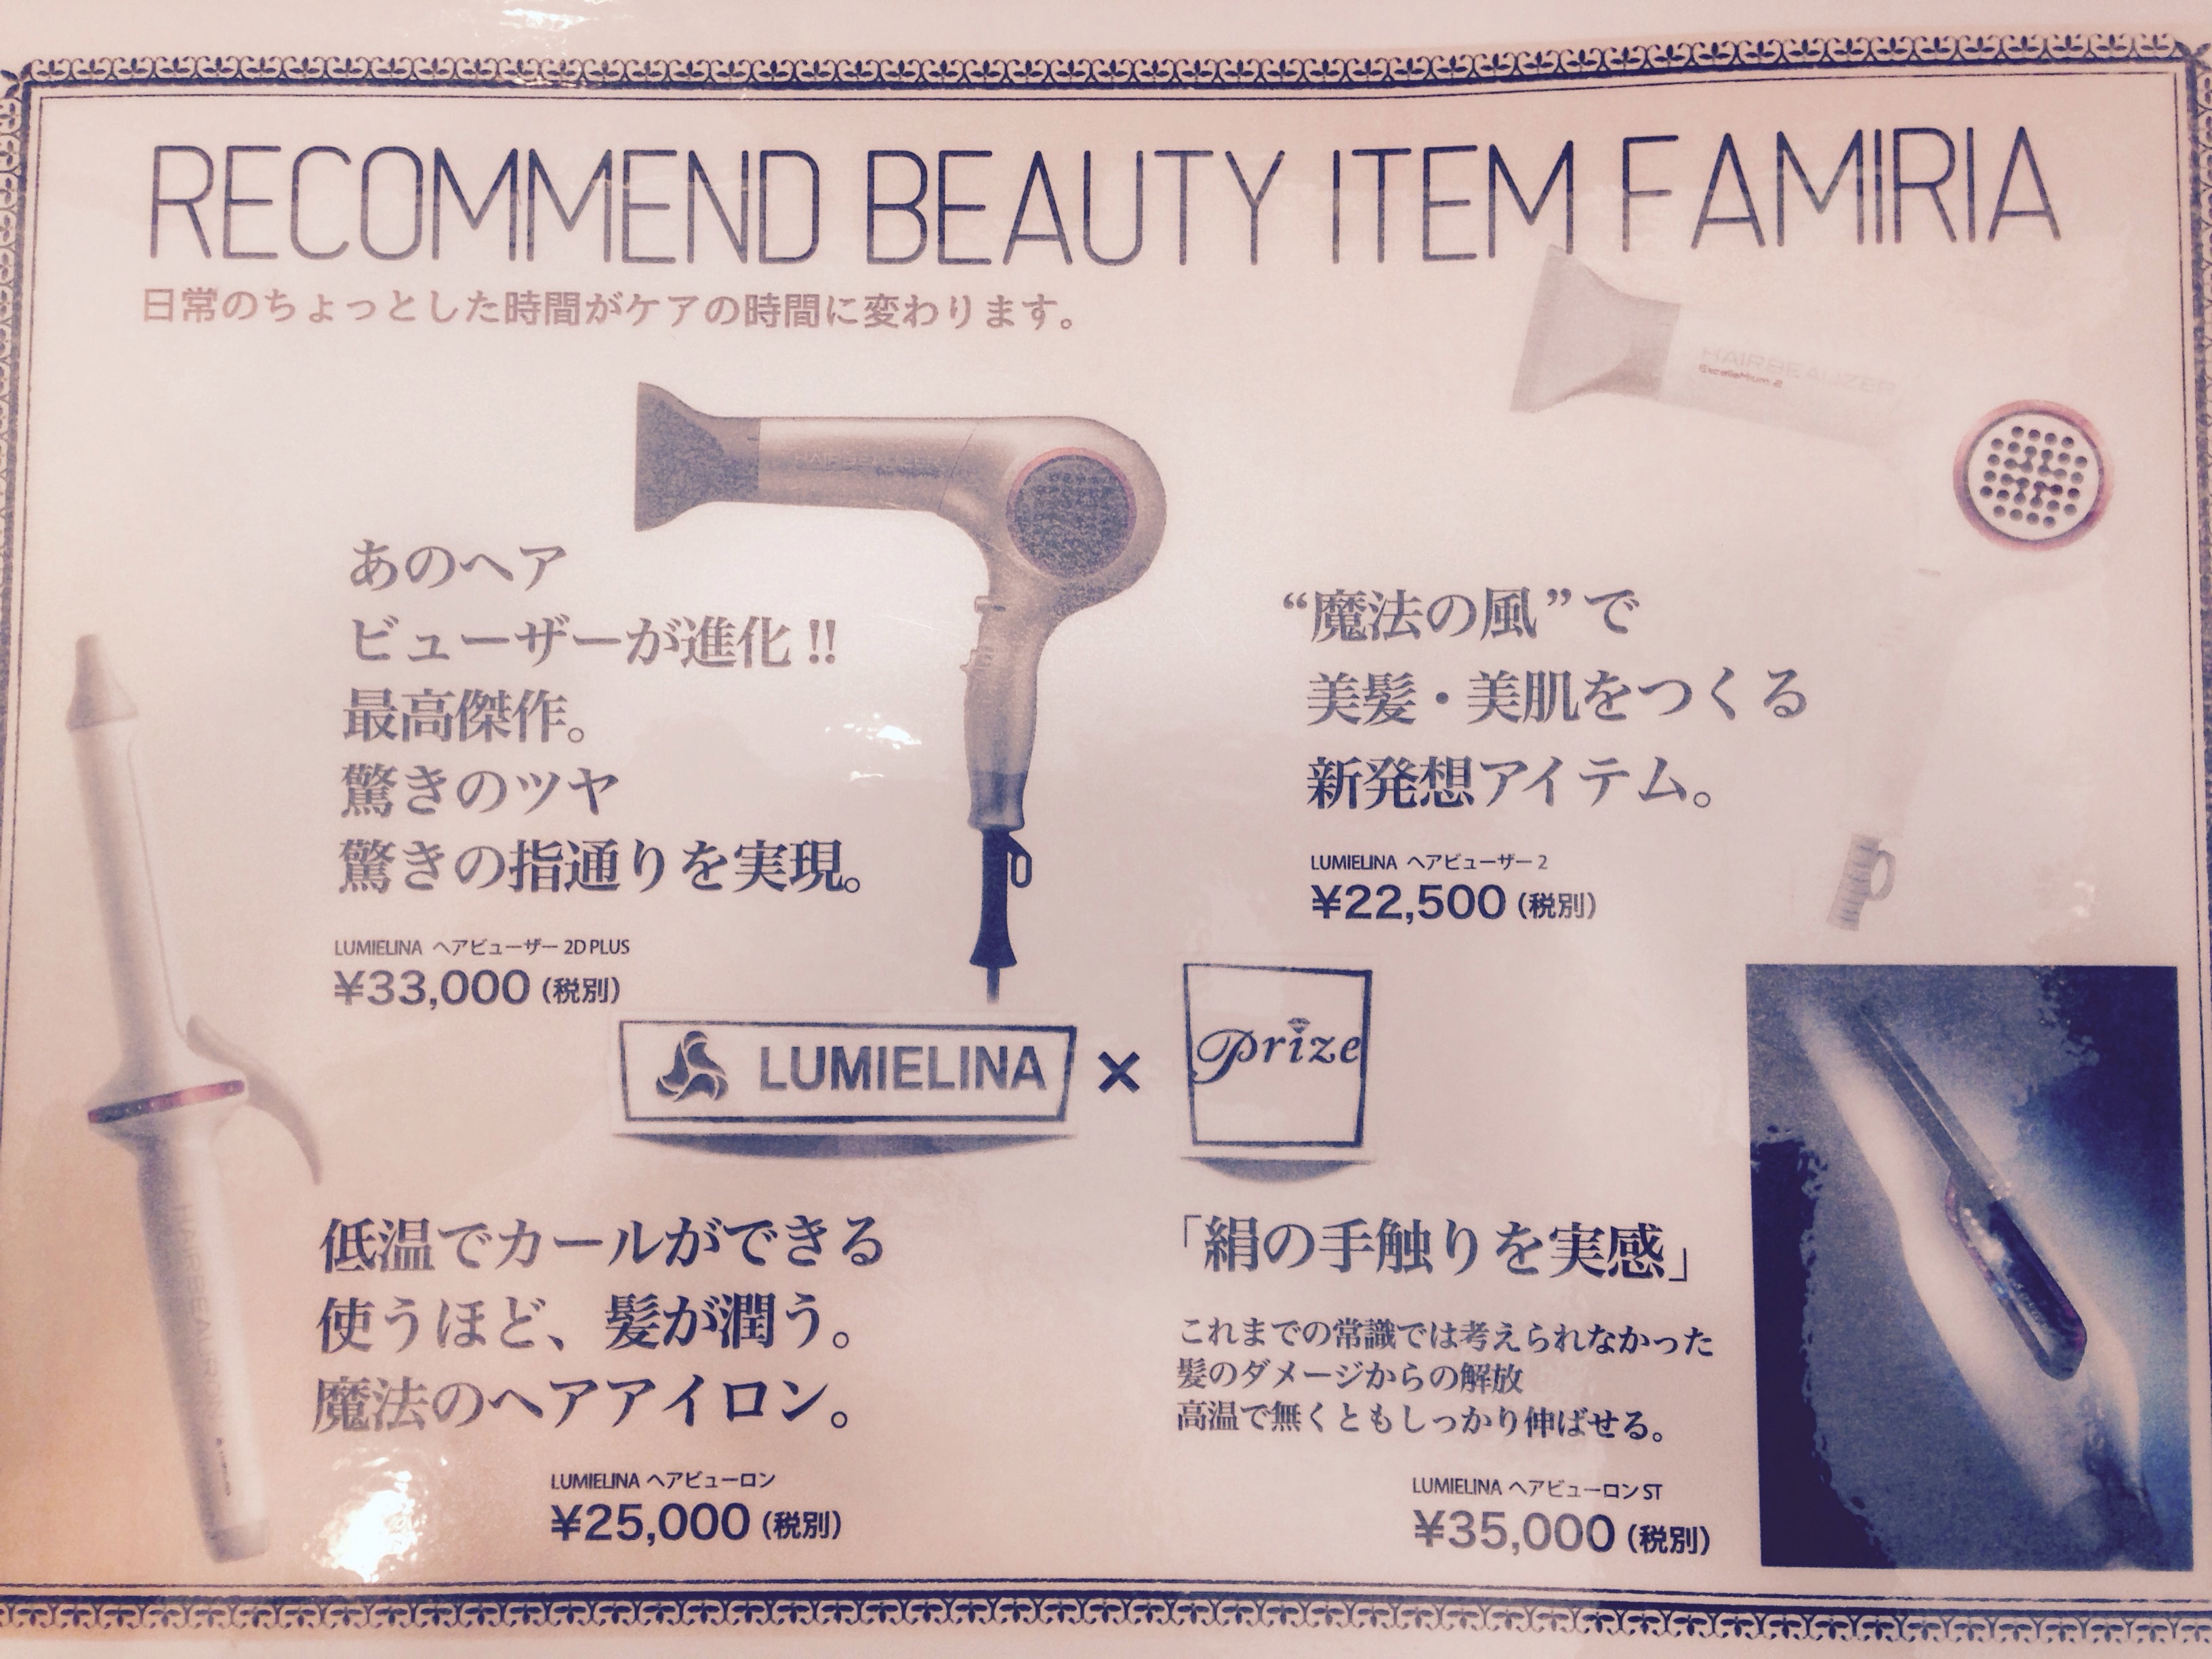 RECOMMEND BEAUTY ITEM FAMIRIA
日常のちょっとした時間がケアの時間に変わります。
HAIRBEAUZER
Excellemium 2
HAIRBEAUZER
あのヘア
ビューザーが進化!!
最高傑作。
驚きのツヤ
驚きの指通りを実現。
LUMIELINA ヘアビューザー 2D PLUS
¥33,000(税別)
“魔法の風”で
美髪・美肌をつくる
新発想アイテム。
LUMIELINA ヘアビューザー 2
¥22,500(税別)
LUMIELINA × Prize
低温でカールができる
使うほど、髪が潤う。
魔法のヘアアイロン。
LUMIELINA ヘアビューロン
¥25,000(税別)
「絹の手触りを実感」
これまでの常識では考えられなかった
髪のダメージからの解放
高温で無くともしっかり伸ばせる。
LUMIELINA ヘアビューロン ST
¥35,000(税別)
HAIRBEAURON